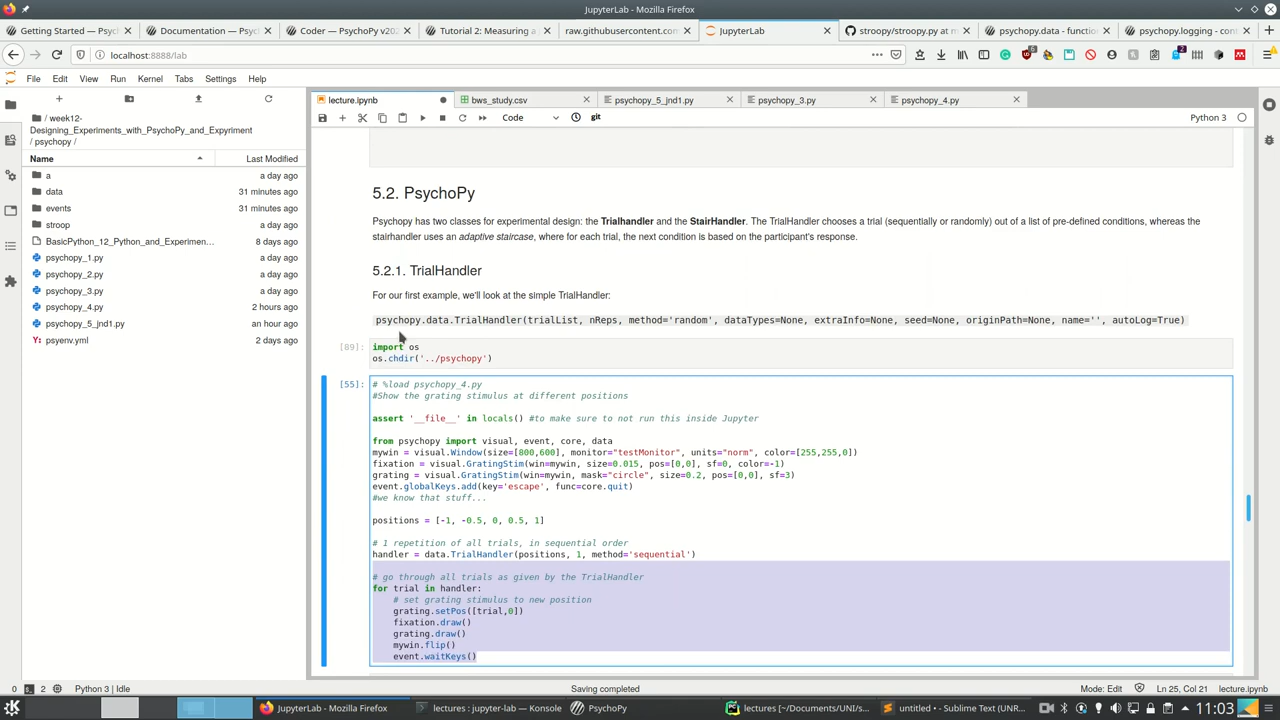 JupyterLab - Mozilla Firefox
Getting Started — Psyc
Documentation — Psyc
Coder — PsychoPy v202
Tutorial 2: Measuring a
raw.githubusercontent.com/
JupyterLab
stroopy/stroopy.py at m
psychopy.data - function
psychopy.logging - cont
localhost:8888/lab
File Edit View Run Kernel Tabs Settings Help
lecture.ipynb
bws_study.csv
psychopy_5_jnd1.py
psychopy_3.py
psychopy_4.py
/ week12-
Designing_Experiments_with_PsychoPy_and_Expyriment
/ psychopy /
Code
git
Python 3
Name Last Modified
a a day ago
data 31 minutes ago
events 31 minutes ago
stroop a day ago
BasicPython_12_Python_and_Experimen... 8 days ago
psychopy_1.py a day ago
psychopy_2.py a day ago
psychopy_3.py a day ago
psychopy_4.py 2 hours ago
psychopy_5_jnd1.py an hour ago
psyenv.yml 2 days ago
5.2. PsychoPy
Psychopy has two classes for experimental design: the Trialhandler and the StairHandler. The TrialHandler chooses a trial (sequentially or randomly) out of a list of pre-defined conditions, whereas the
stairhandler uses an adaptive staircase, where for each trial, the next condition is based on the participant's response.
5.2.1. TrialHandler
For our first example, we'll look at the simple TrialHandler:
psychopy.data.TrialHandler(trialList, nReps, method='random', dataTypes=None, extraInfo=None, seed=None, originPath=None, name='', autoLog=True)
[89]: import os
os.chdir('../psychopy')
[55]: # %load psychopy_4.py
#Show the grating stimulus at different positions
assert '__file__' in locals() #to make sure to not run this inside Jupyter
from psychopy import visual, event, core, data
mywin = visual.Window(size=[800,600], monitor="testMonitor", units="norm", color=[255,255,0])
fixation = visual.GratingStim(win=mywin, size=0.015, pos=[0,0], sf=0, color=-1)
grating = visual.GratingStim(win=mywin, mask="circle", size=0.2, pos=[0,0], sf=3)
event.globalKeys.add(key='escape', func=core.quit)
#we know that stuff...
positions = [-1, -0.5, 0, 0.5, 1]
# 1 repetition of all trials, in sequential order
handler = data.TrialHandler(positions, 1, method='sequential')
# go through all trials as given by the TrialHandler
for trial in handler:
# set grating stimulus to new position
grating.setPos([trial,0])
fixation.draw()
grating.draw()
mywin.flip()
event.waitKeys()
0 2 Python 3 | Idle
Saving completed
Mode: Edit
Ln 25, Col 21
lecture.ipynb
JupyterLab - Mozilla Firefox
lectures : jupyter-lab — Konsole
PsychoPy
lectures [~/Documents/UNI/s...
untitled • - Sublime Text (UNR...
11:03